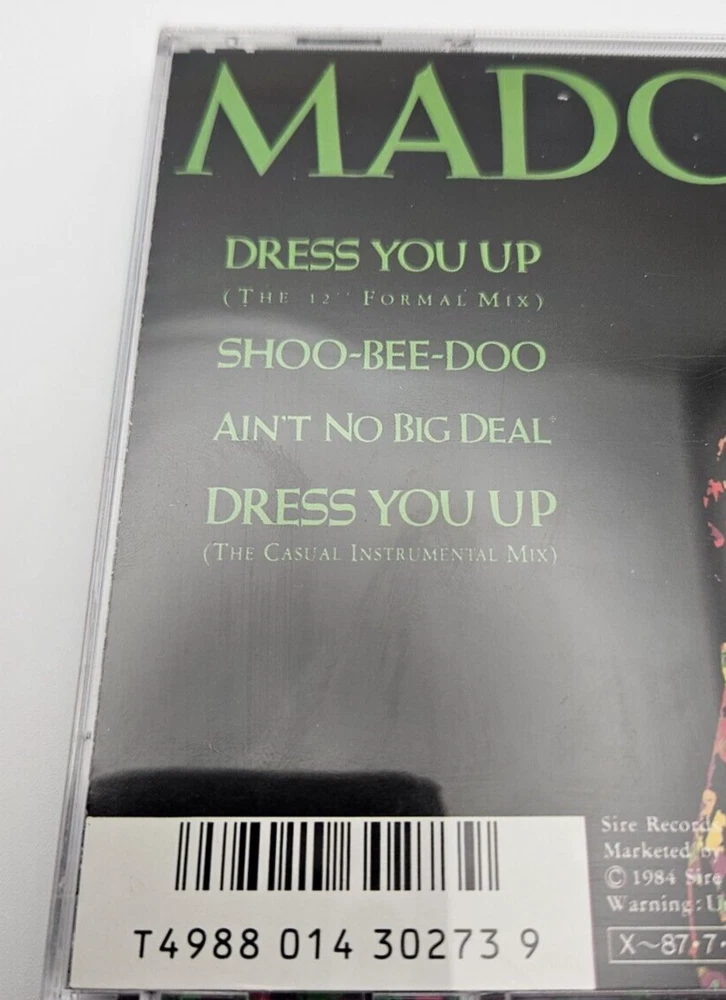 MADO
DRESS YOU UP
(THE 12" FORMAL MIX)
SHOO-BEE-DOO
AIN'T NO BIG DEAL
DRESS YOU UP
(THE CASUAL INSTRUMENTAL MIX)
T4988 014 30273 9
Sire Records
Marketed by
© 1984 Sire
Warning: U
X~87·7·